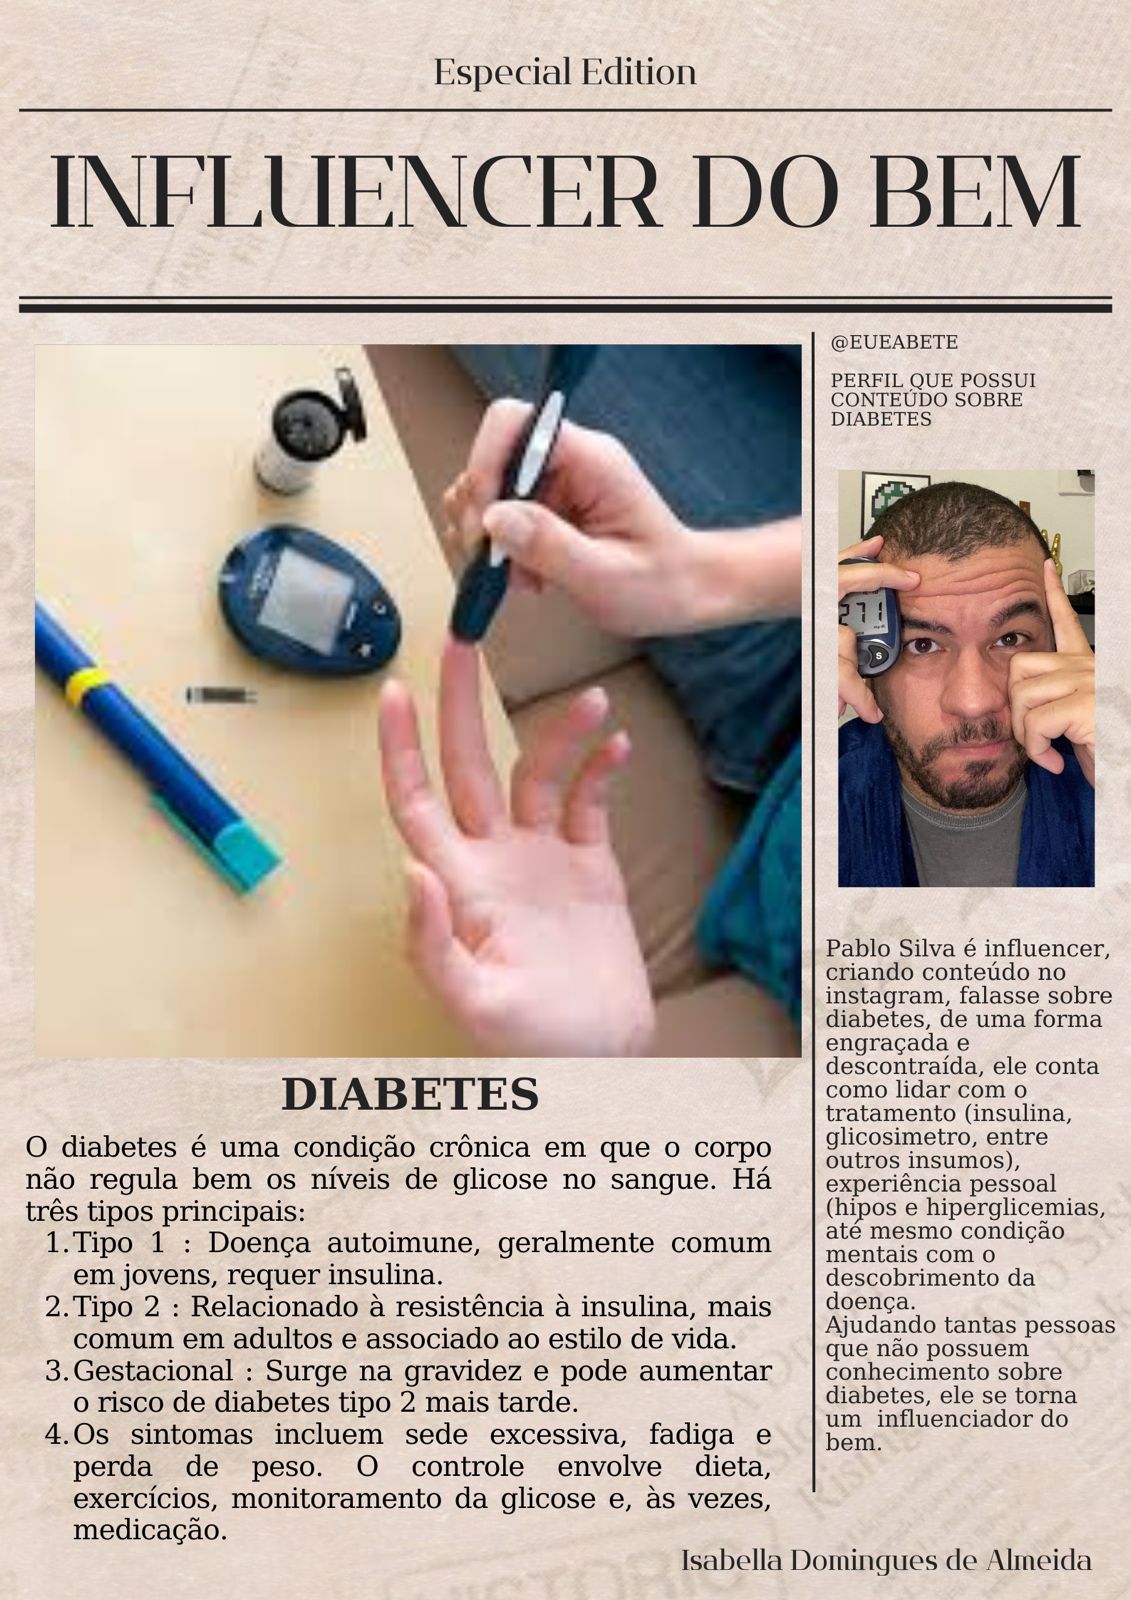 Especial Edition
INFLUENCER DO BEM
@EUEABETE
PERFIL QUE POSSUI
CONTEÚDO SOBRE
DIABETES
271
S
Pablo Silva é influencer,
criando conteúdo no
instagram, falasse sobre
diabetes, de uma forma
engraçada e
descontraída, ele conta
como lidar com o
tratamento (insulina,
glicosimetro, entre
outros insumos),
experiência pessoal
(hipos e hiperglicemias,
até mesmo condição
mentais com o
descobrimento da
doença.
Ajudando tantas pessoas
que não possuem
conhecimento sobre
diabetes, ele se torna
um  influenciador do
bem.
DIABETES
O diabetes é uma condição crônica em que o corpo
não regula bem os níveis de glicose no sangue. Há
três tipos principais:
1. Tipo 1 : Doença autoimune, geralmente comum
em jovens, requer insulina.
2. Tipo 2 : Relacionado à resistência à insulina, mais
comum em adultos e associado ao estilo de vida.
3. Gestacional : Surge na gravidez e pode aumentar
o risco de diabetes tipo 2 mais tarde.
4. Os sintomas incluem sede excessiva, fadiga e
perda de peso. O controle envolve dieta,
exercícios, monitoramento da glicose e, às vezes,
medicação.
Isabella Domingues de Almeida